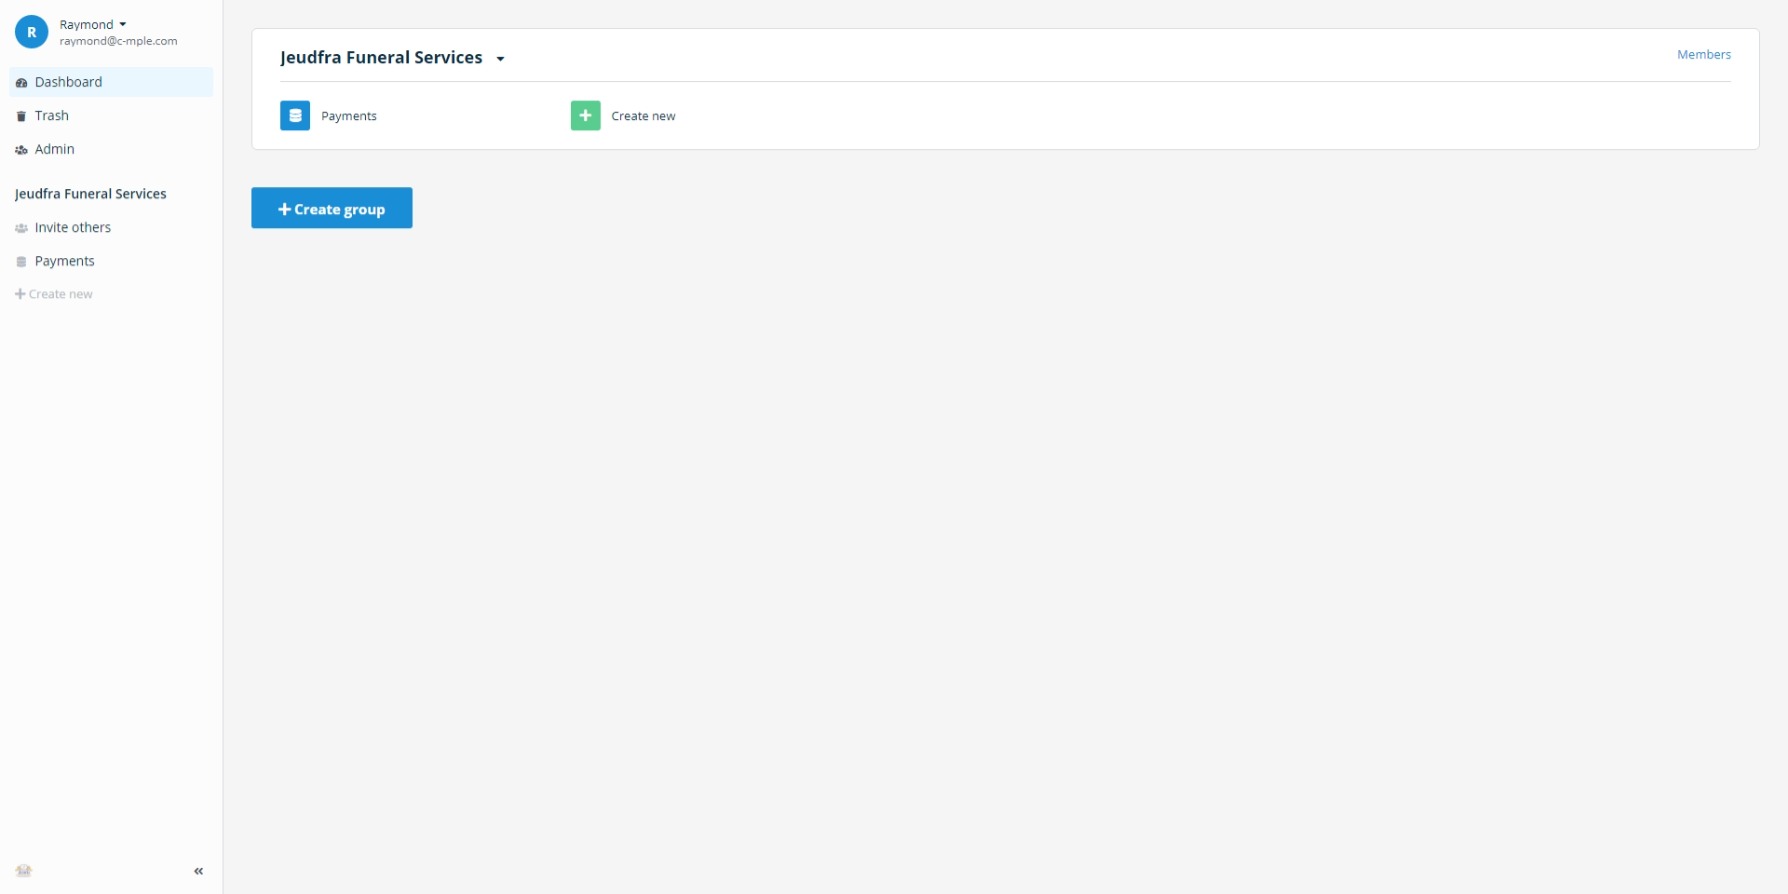 R
Raymond
raymond@c-mple.com
Dashboard
Trash
Admin
Jeudfra Funeral Services
Invite others
Payments
Create new
«
Jeudfra Funeral Services
Members
Payments
Create new
Create group